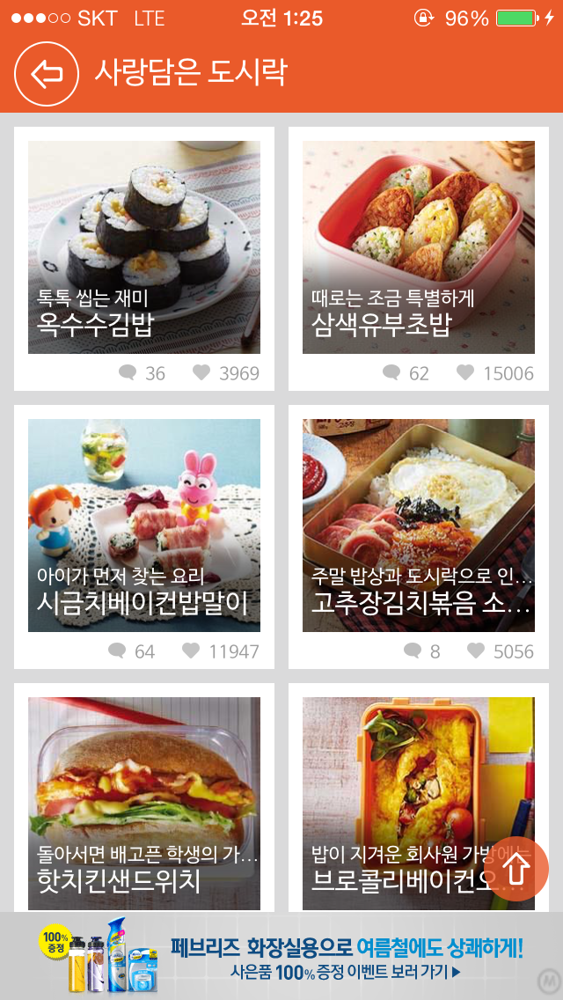 SKT LTE 오전 1:25 96%
사랑담은 도시락
톡톡 씹는 재미
옥수수김밥
36 3969
때로는 조금 특별하게
삼색유부초밥
62 15006
아이가 먼저 찾는 요리
시금치베이컨밥말이
64 11947
주말 밥상과 도시락으로 인…
고추장김치볶음 소…
8 5056
돌아서면 배고픈 학생의 가…
핫치킨샌드위치
밥이 지겨운 회사원 가방에는
브로콜리베이컨오…
100%
증정
페브리즈 화장실용으로 여름철에도 상쾌하게!
사은품 100% 증정 이벤트 보러 가기
M